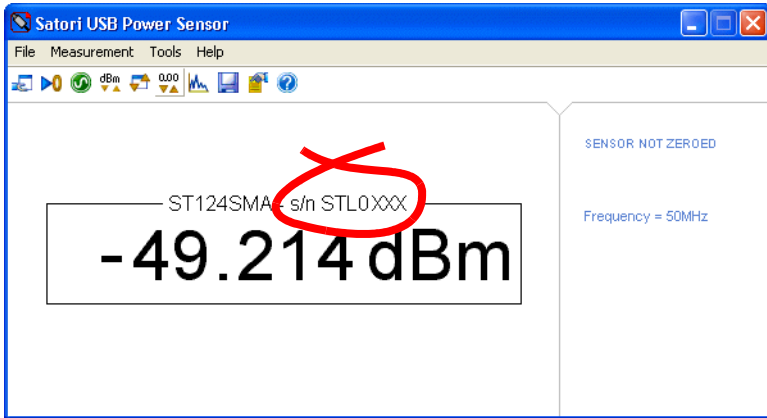 Satori USB Power Sensor
File Measurement Tools Help
dBm 0.00
SENSOR NOT ZEROED
ST124SMA - s/n STL0XXX
Frequency = 50MHz
-49.214 dBm